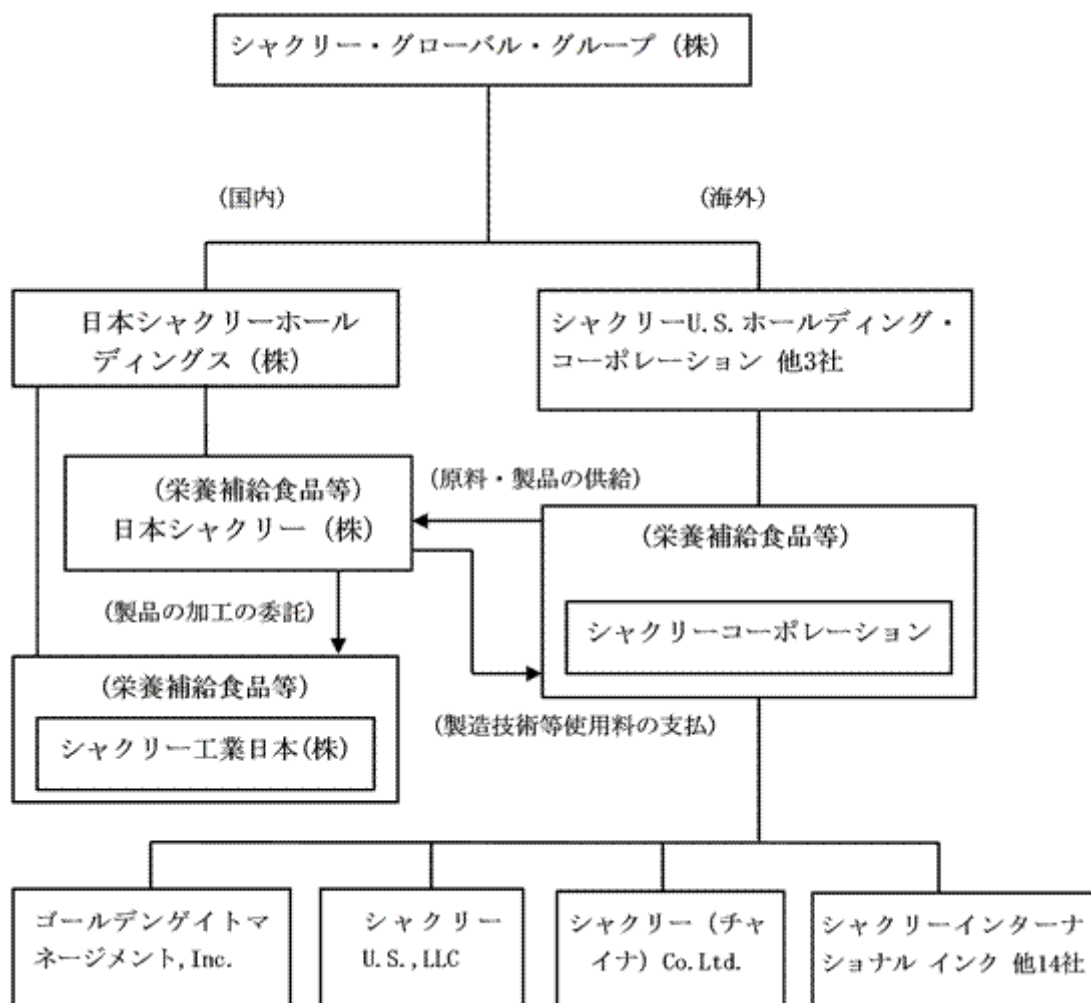 シャクリー・グローバル・グループ (株)
(国内)
(海外)
日本シャクリーホール
ディングス (株)
シャクリーU.S.ホールディング・
コーポレーション 他3社
(栄養補給食品等)
日本シャクリー (株)
(原料・製品の供給)
(栄養補給食品等)
シャクリーコーポレーション
(製品の加工の委託)
(栄養補給食品等)
シャクリー工業日本(株)
(製造技術等使用料の支払)
ゴールデンゲイトマ
ネージメント,Inc.
シャクリー
U.S.,LLC
シャクリー (チャ
イナ) Co.Ltd.
シャクリーインターナ
ショナル インク 他14社